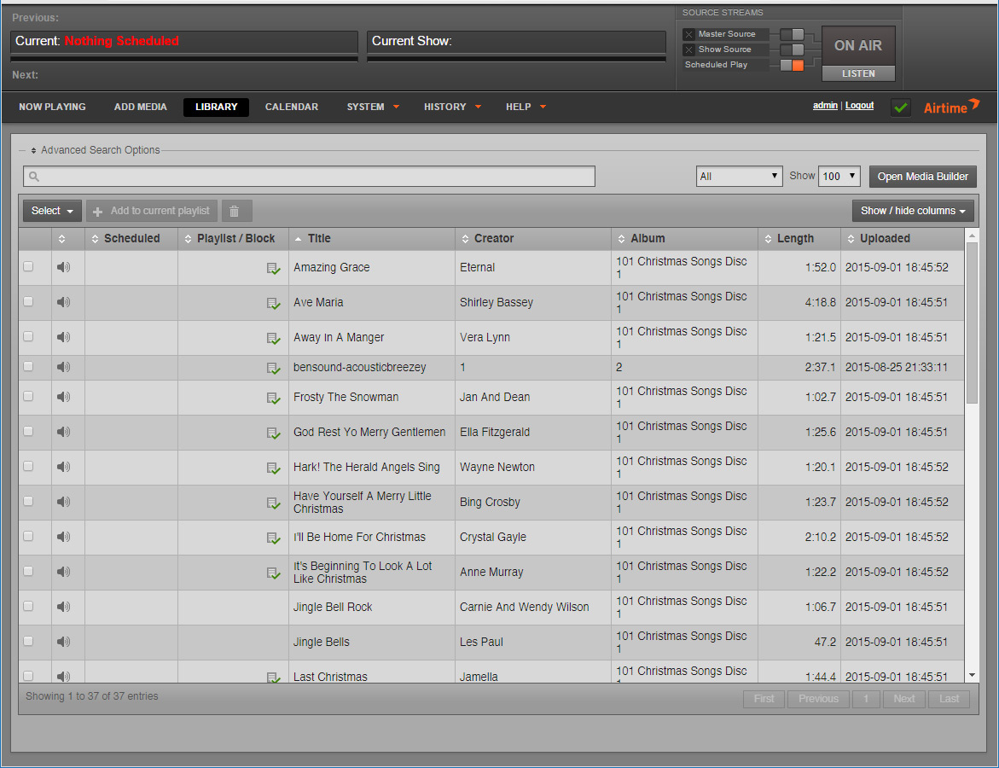 Previous:
Current: Nothing Scheduled
Current Show:
Next:
SOURCE STREAMS
Master Source
Show Source
Scheduled Play
ON AIR
LISTEN
NOW PLAYING ADD MEDIA LIBRARY CALENDAR SYSTEM HISTORY HELP
admin | Logout
Airtime
Advanced Search Options
All Show 100 Open Media Builder
Select Add to current playlist Show / hide columns
Scheduled Playlist / Block Title Creator Album Length Uploaded
Amazing Grace Eternal 101 Christmas Songs Disc 1:52.0 2015-09-01 18:45:52
1
Ave Maria Shirley Bassey 101 Christmas Songs Disc 4:18.8 2015-09-01 18:45:51
1
Away In A Manger Vera Lynn 101 Christmas Songs Disc 1:21.5 2015-09-01 18:45:51
1
bensound-acousticbreezey 1 2 2:37.1 2015-08-25 21:33:11
Frosty The Snowman Jan And Dean 101 Christmas Songs Disc 1:02.7 2015-09-01 18:45:51
1
God Rest Yo Merry Gentlemen Ella Fitzgerald 101 Christmas Songs Disc 1:25.6 2015-09-01 18:45:51
1
Hark! The Herald Angels Sing Wayne Newton 101 Christmas Songs Disc 1:20.1 2015-09-01 18:45:52
1
Have Yourself A Merry Little Bing Crosby 101 Christmas Songs Disc 1:23.7 2015-09-01 18:45:52
Christmas 1
I'll Be Home For Christmas Crystal Gayle 101 Christmas Songs Disc 2:10.2 2015-09-01 18:45:52
1
It's Beginning To Look A Lot Anne Murray 101 Christmas Songs Disc 1:22.2 2015-09-01 18:45:52
Like Christmas 1
Jingle Bell Rock Carnie And Wendy Wilson 101 Christmas Songs Disc 1:06.7 2015-09-01 18:45:51
1
Jingle Bells Les Paul 101 Christmas Songs Disc 47.2 2015-09-01 18:45:51
1
Last Christmas Jamella 101 Christmas Songs Disc 1:44.4 2015-09-01 18:45:51
Showing 1 to 37 of 37 entries
First Previous 1 Next Last